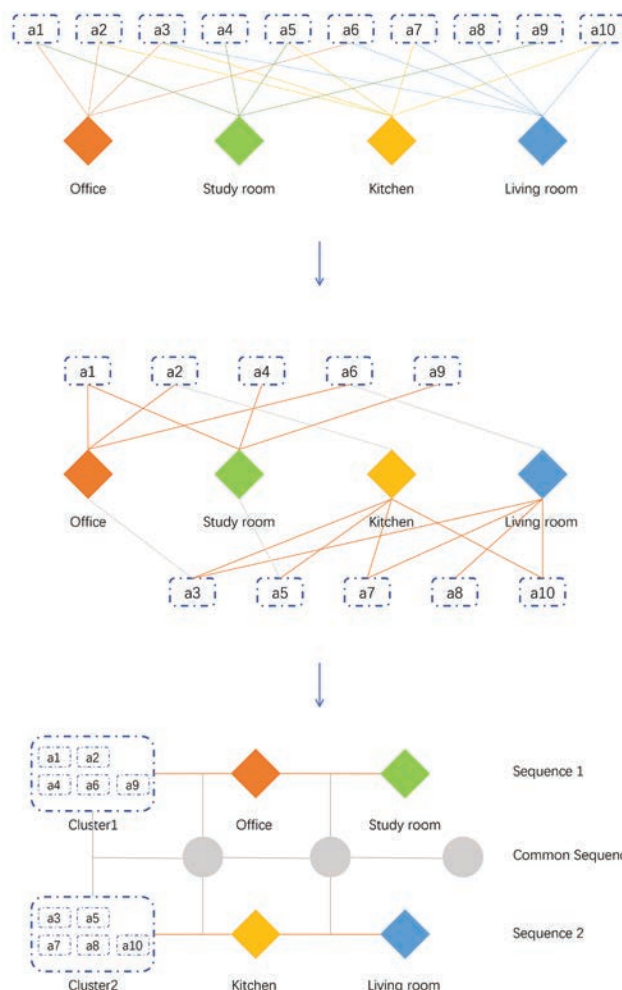 a1 a2 a3 a4 a5 a6 a7 a8 a9 a10
Office Study room Kitchen Living room
a1 a2 a4 a6 a9
Office Study room Kitchen Living room
a3 a5 a7 a8 a10
a1 a2
a4 a6 a9
Sequence 1
Cluster1 Office Study room
Common Sequenc
a3 a5
a7 a8 a10
Sequence 2
Cluster2 Kitchen Living room